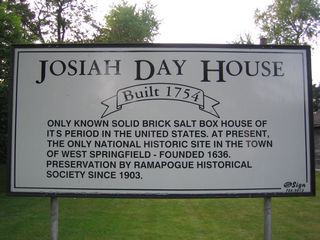 JOSIAH DAY HOUSE
Built 1754
ONLY KNOWN SOLID BRICK SALT BOX HOUSE OF
ITS PERIOD IN THE UNITED STATES. AT PRESENT,
THE ONLY NATIONAL HISTORIC SITE IN THE TOWN
OF WEST SPRINGFIELD - FOUNDED 1636.
PRESERVATION BY RAMAPOGUE HISTORICAL
SOCIETY SINCE 1903.
@Sign